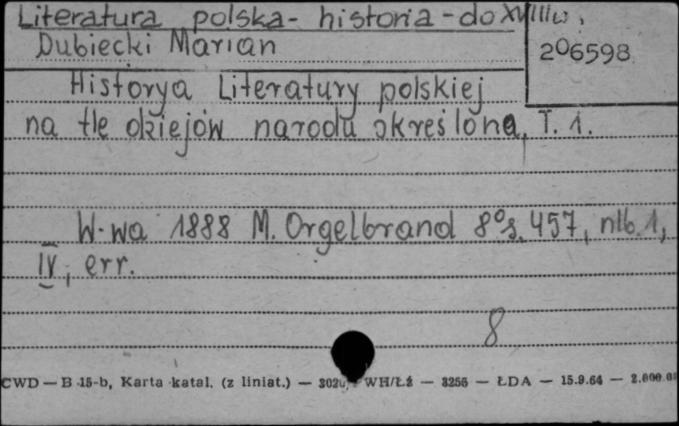 Literatura polska - historia - do XVIII w.
Dubiecki Marian
206598
Historya Literatury polskiej
na tle dziejów narodu określona, T. 1.
W-wa 1888 M. Orgelbrand 8° s. 457, nlb. 1,
IV, err.
8
CWD — B 15-b, Karta katal. (z liniat.) — WH/Łź — 3256 — ŁDA — 15.9.64 —